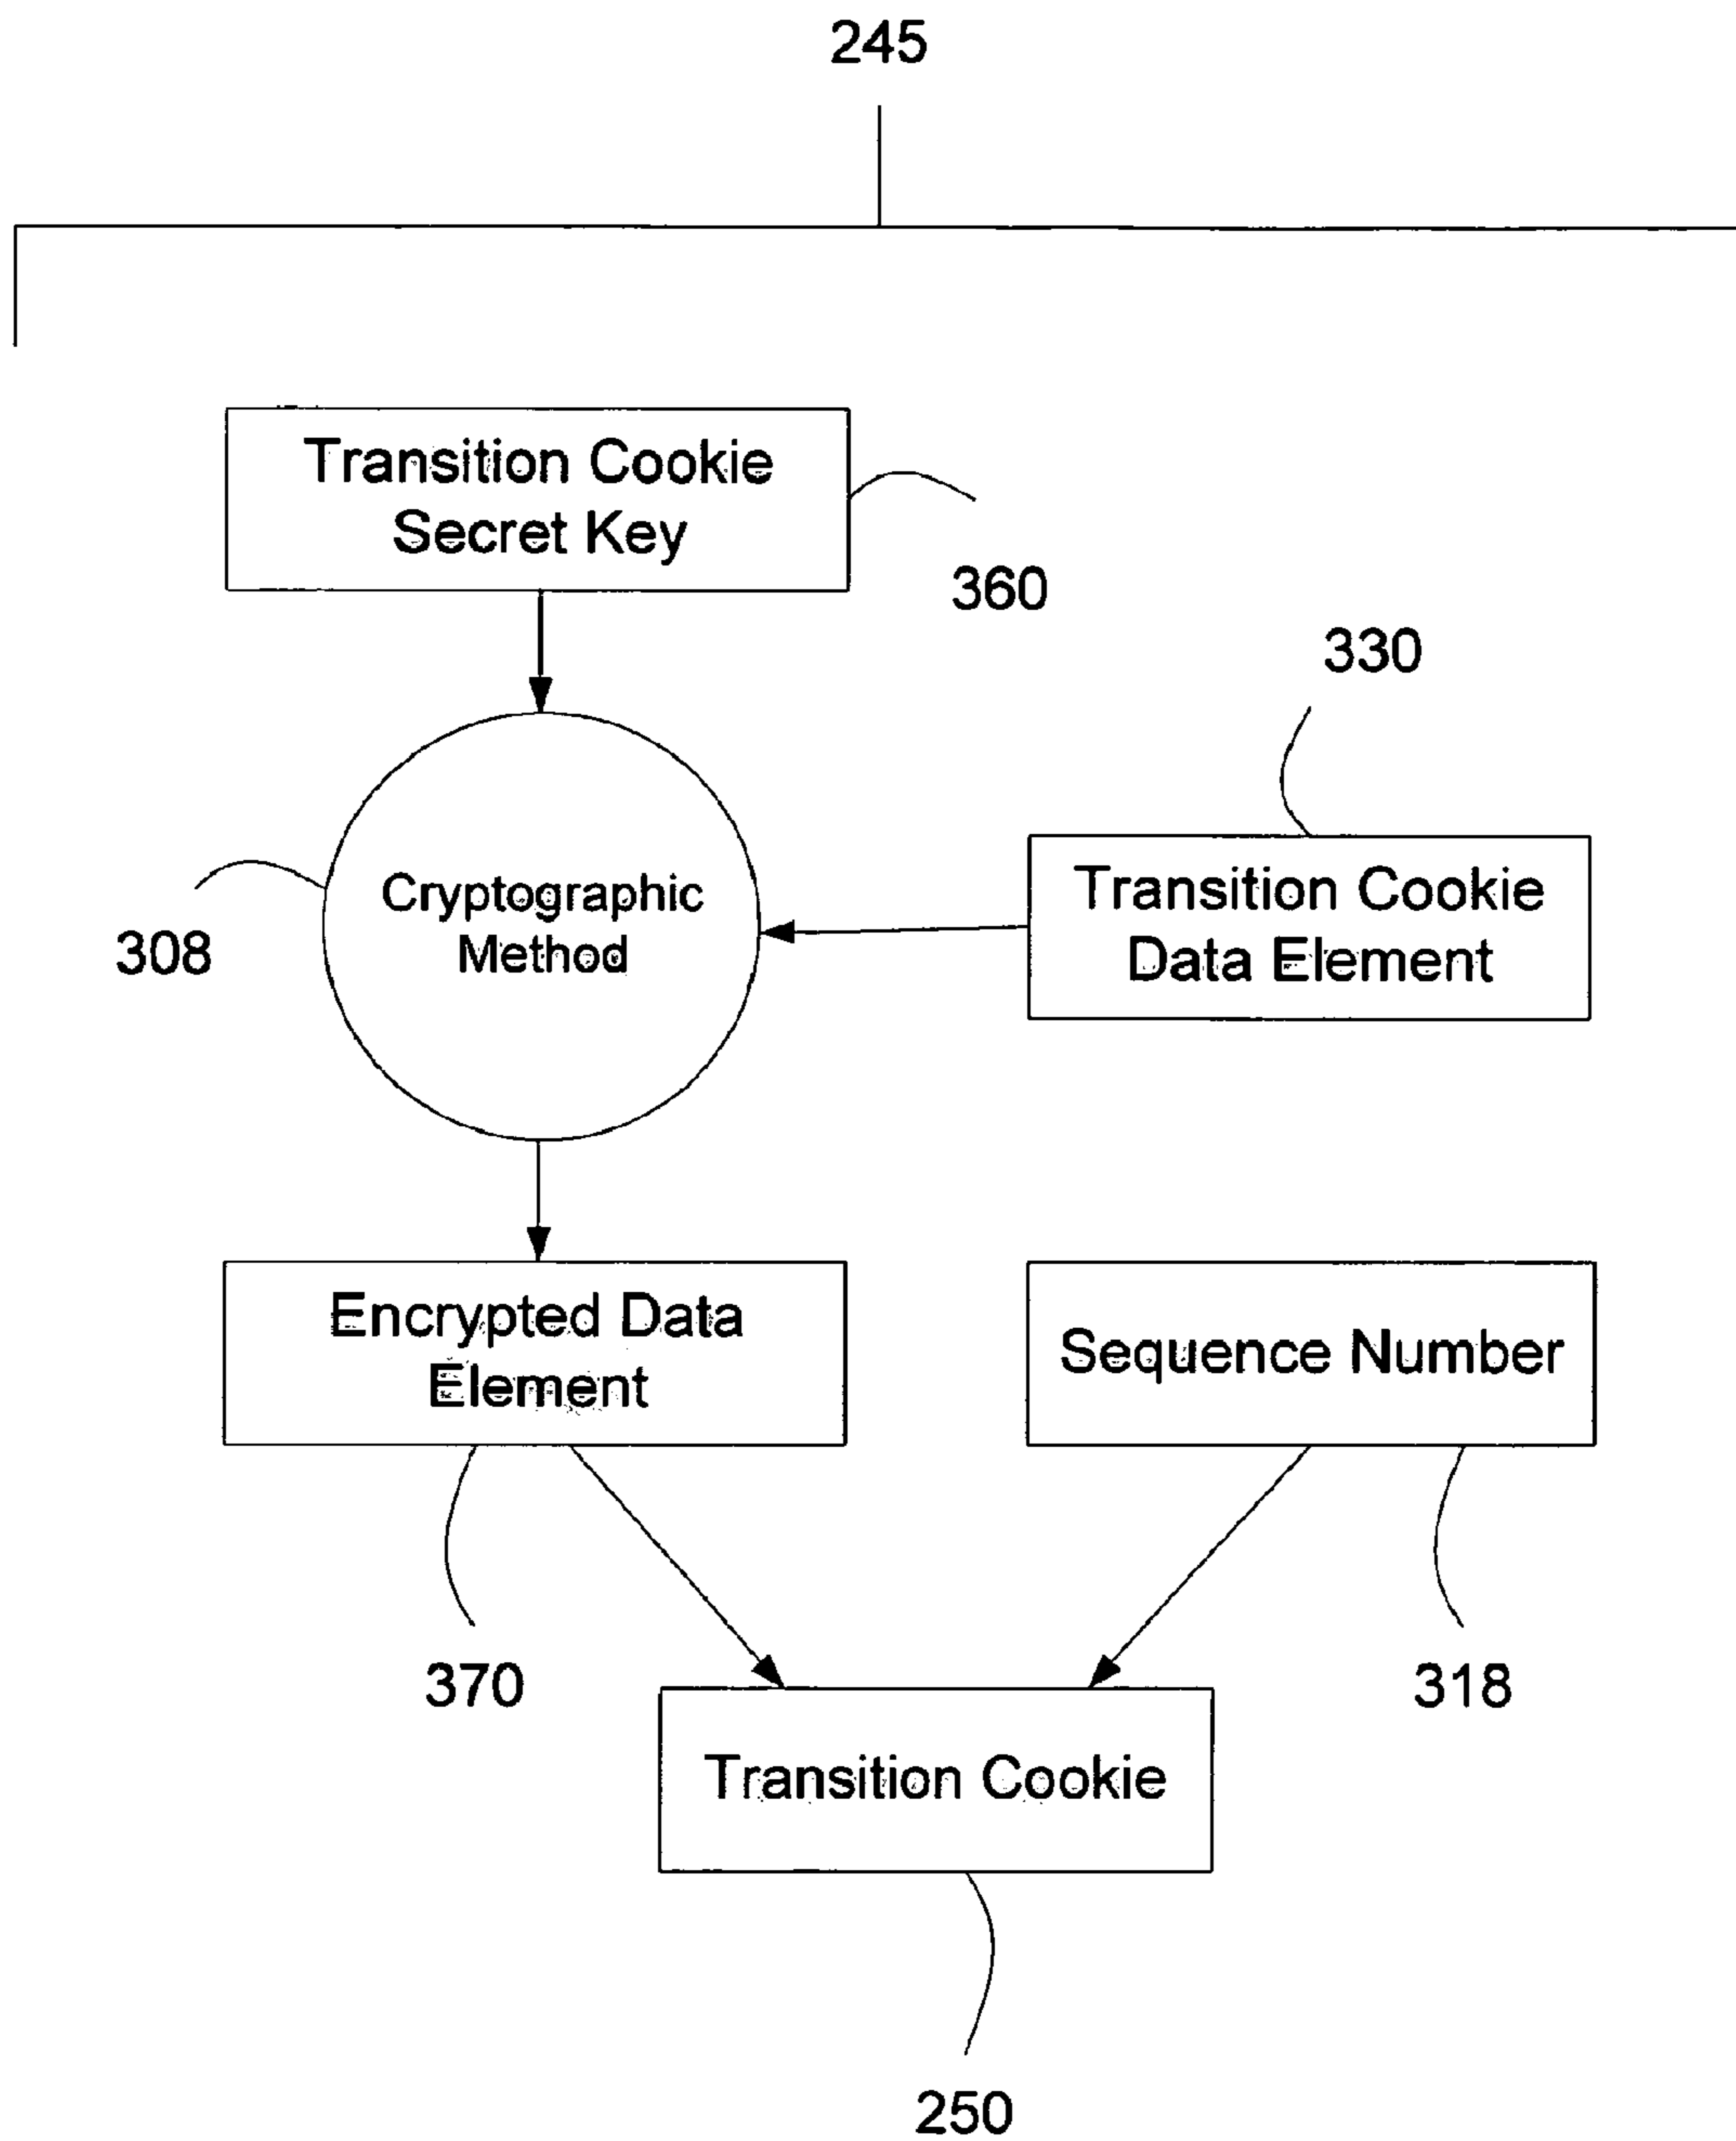 245
Transition Cookie
Secret Key
360
330
Cryptographic
Method
308
Transition Cookie
Data Element
Encrypted Data
Element
Sequence Number
370
318
Transition Cookie
250